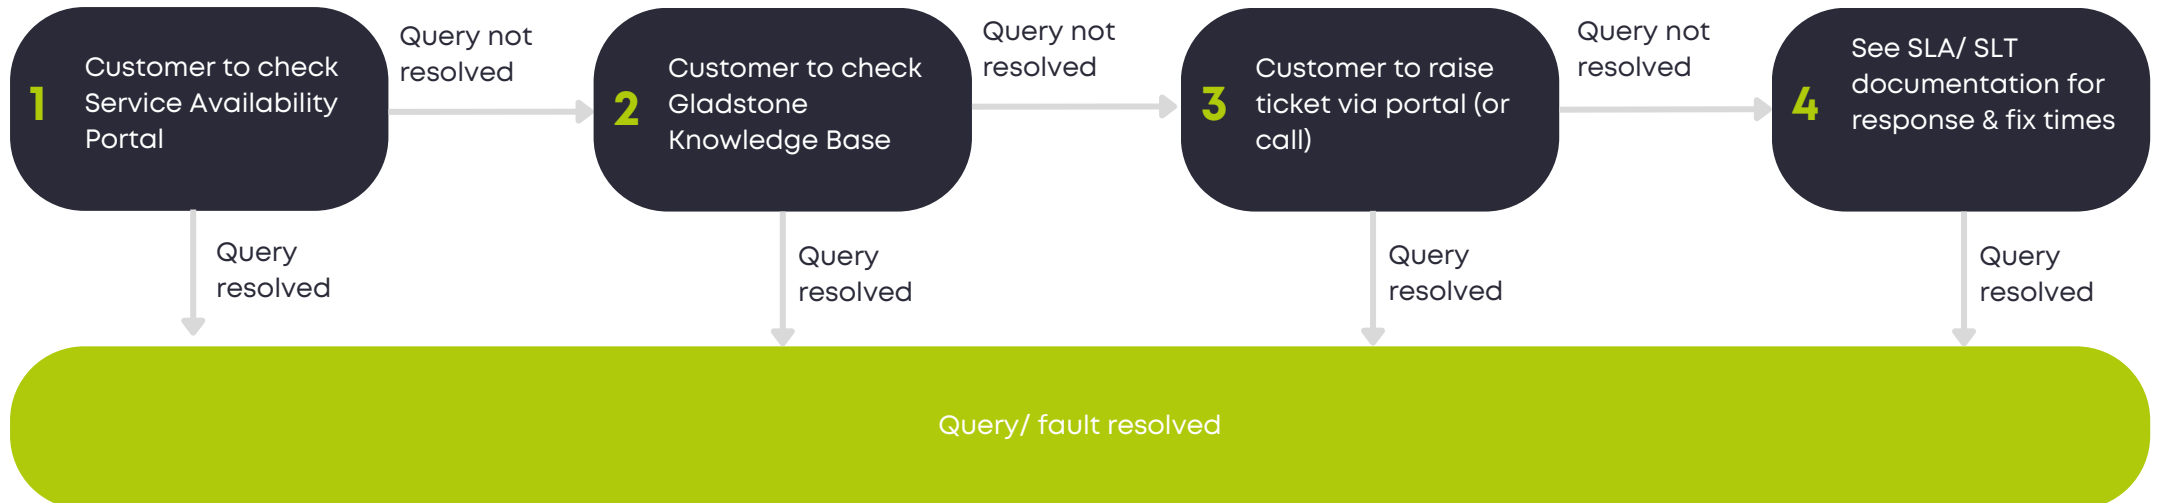 1
Customer to check
Service Availability
Portal
Query not
resolved
2
Customer to check
Gladstone
Knowledge Base
Query not
resolved
3
Customer to raise
ticket via portal (or
call)
Query not
resolved
4
See SLA/ SLT
documentation for
response & fix times
Query
resolved
Query
resolved
Query
resolved
Query
resolved
Query/ fault resolved